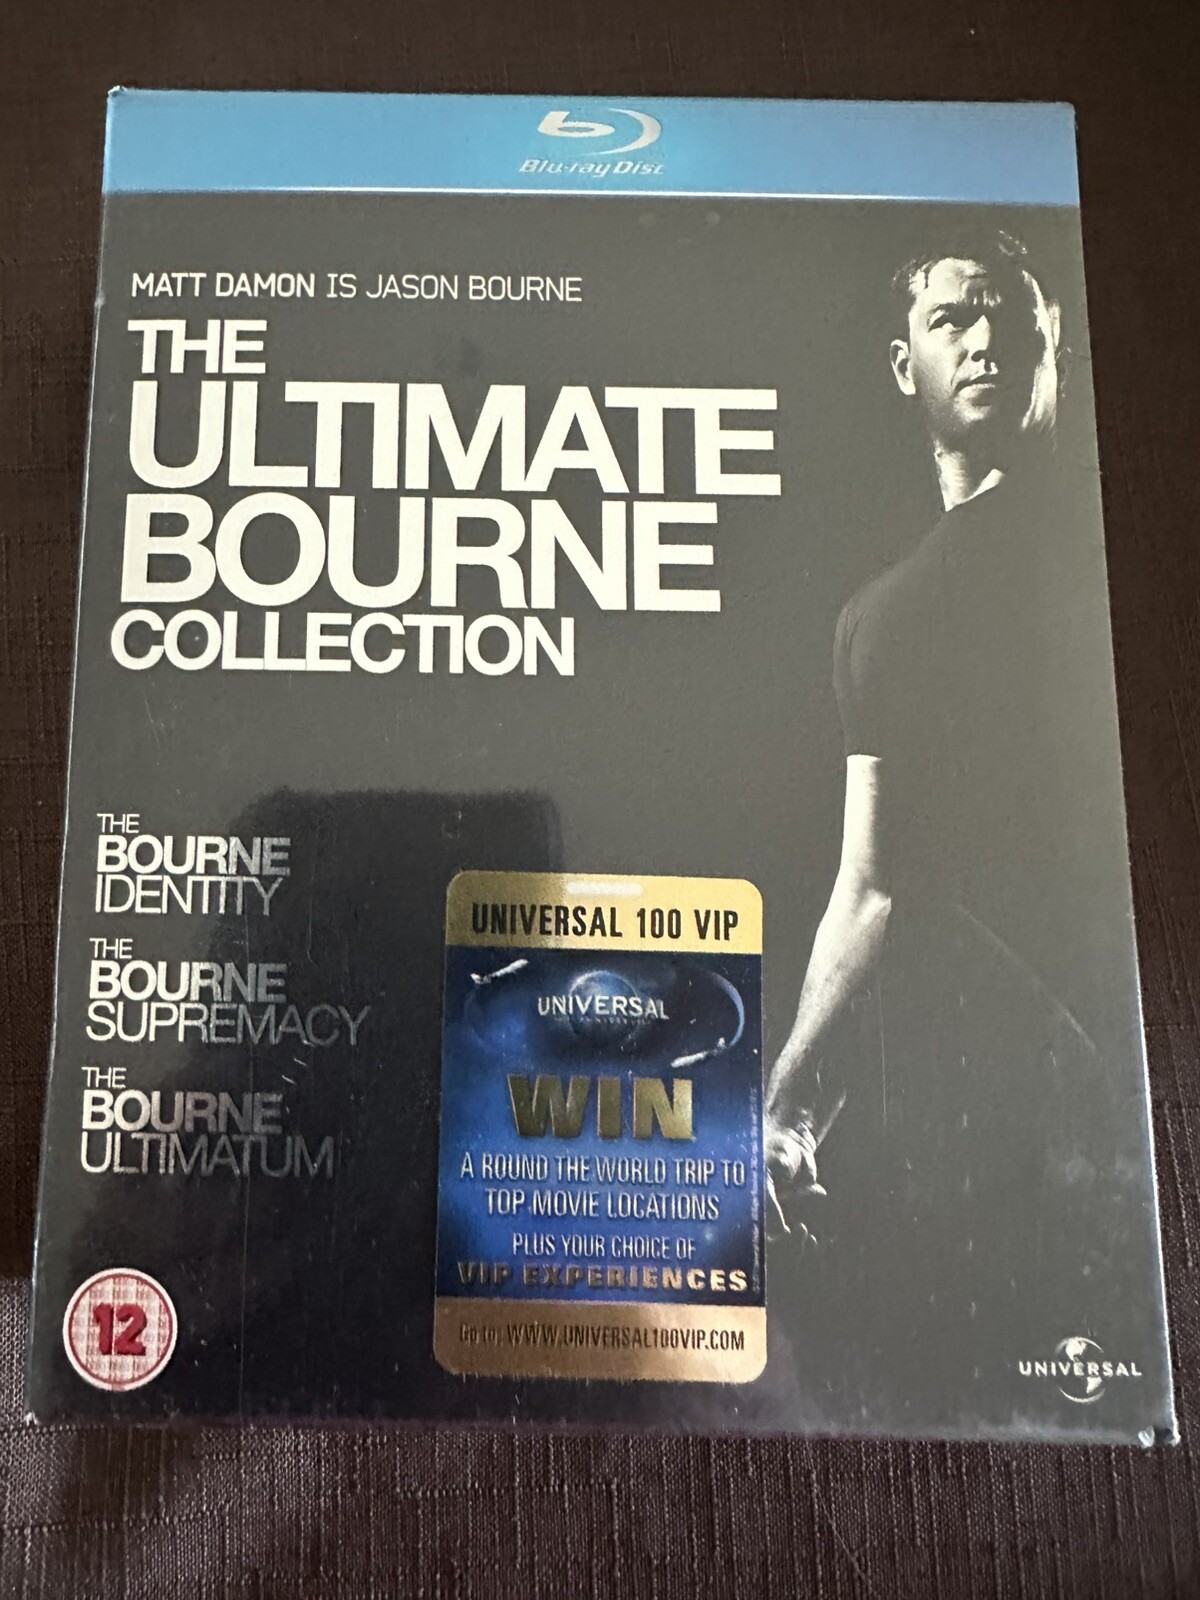 Blu-ray Disc
MATT DAMON IS JASON BOURNE
THE
ULTIMATE
BOURNE
COLLECTION
THE
BOURNE
IDENTITY
THE
BOURNE
SUPREMACY
THE
BOURNE
ULTIMATUM
UNIVERSAL 100 VIP
UNIVERSAL
WIN
A ROUND THE WORLD TRIP TO
TOP MOVIE LOCATIONS
PLUS YOUR CHOICE OF
VIP EXPERIENCES
Go to: WWW.UNIVERSAL100VIP.COM
12
UNIVERSAL